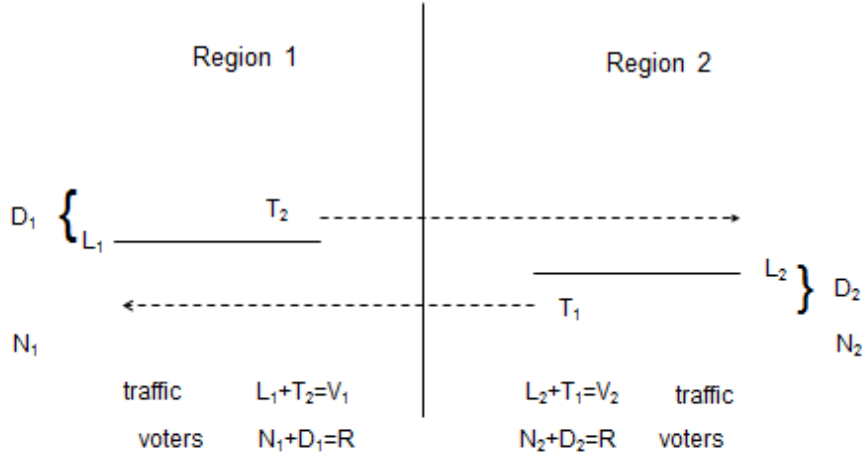 Region 1
Region 2
D₁ { L₁ T₂
L₂ } D₂
T₁
N₁ N₂
traffic L₁+T₂=V₁ L₂+T₁=V₂ traffic
voters N₁+D₁=R N₂+D₂=R voters